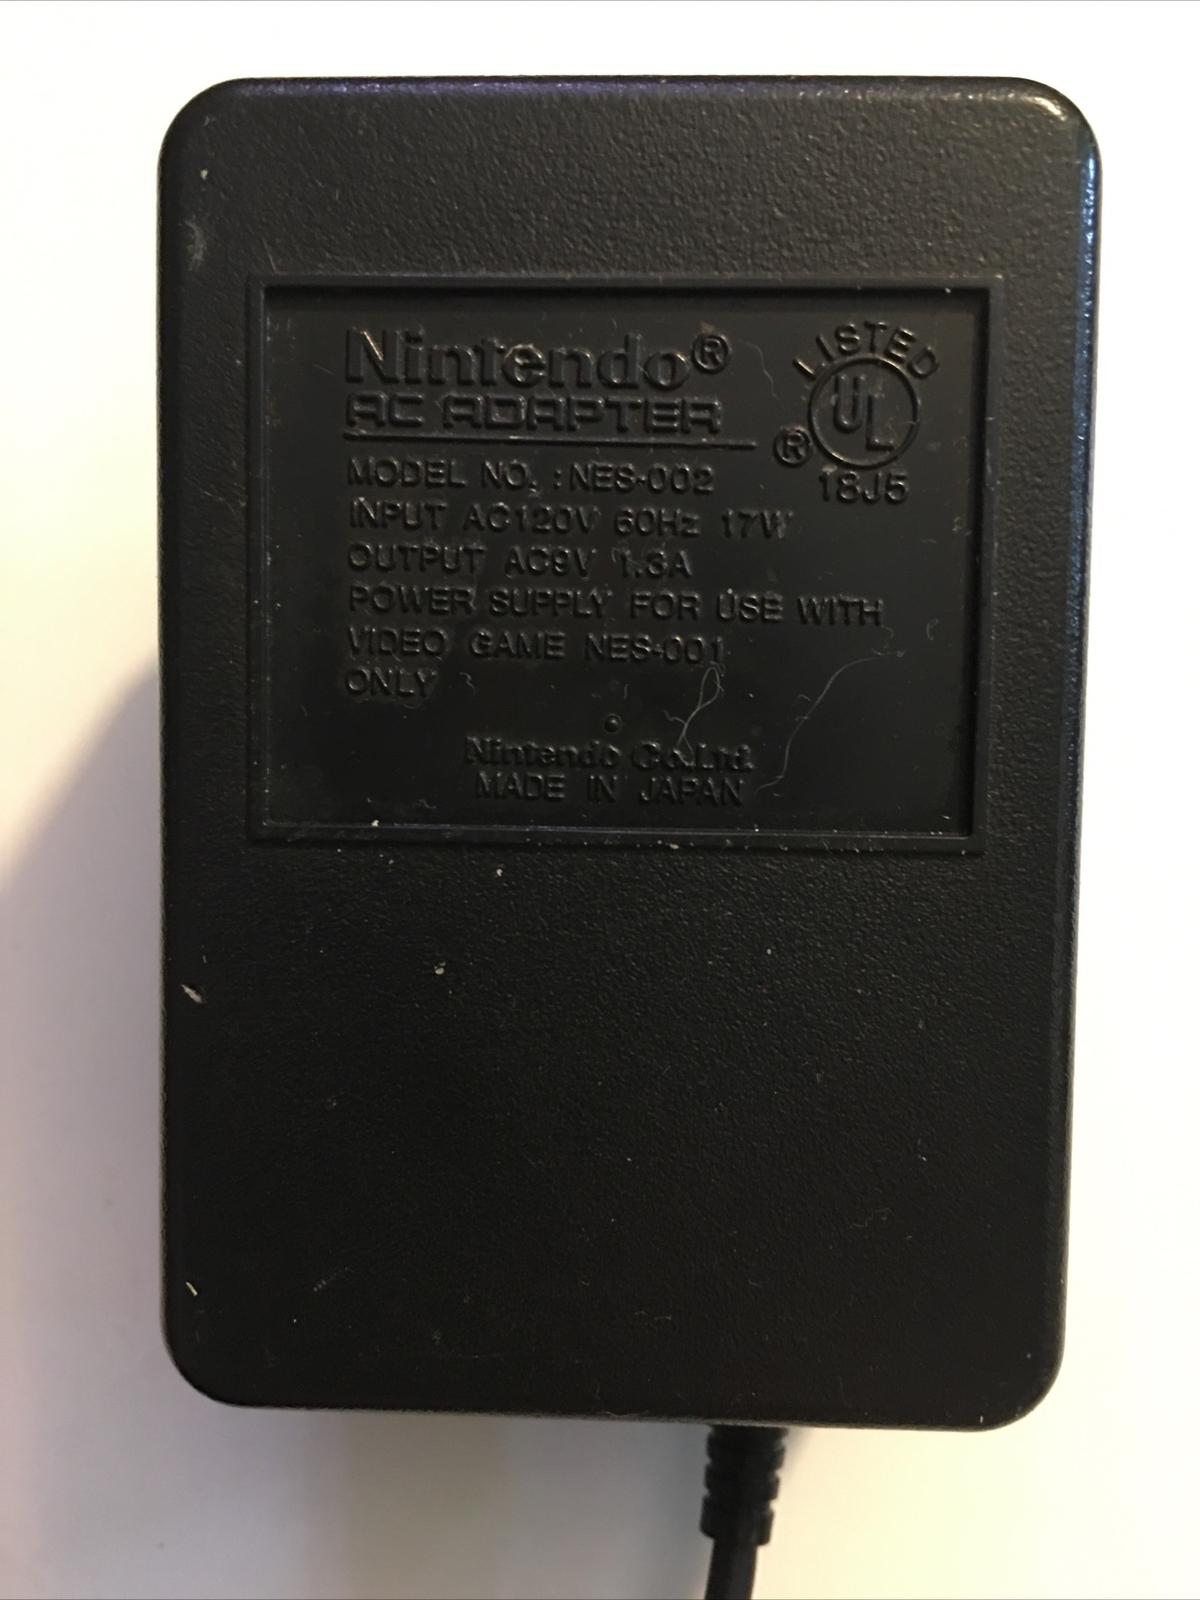 Nintendo®
AC ADAPTER
LISTED
UL
®
18J5
MODEL NO. : NES-002
INPUT AC120V 60Hz 17W
OUTPUT AC9V 1.3A
POWER SUPPLY FOR USE WITH
VIDEO GAME NES-001
ONLY
Nintendo Co.,Ltd.
MADE IN JAPAN